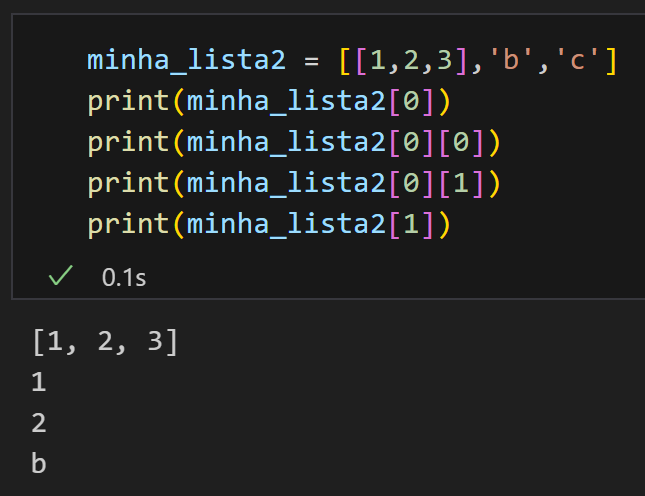 minha_lista2 = [[1,2,3],'b','c']
print(minha_lista2[0])
print(minha_lista2[0][0])
print(minha_lista2[0][1])
print(minha_lista2[1])
0.1s
[1, 2, 3]
1
2
b